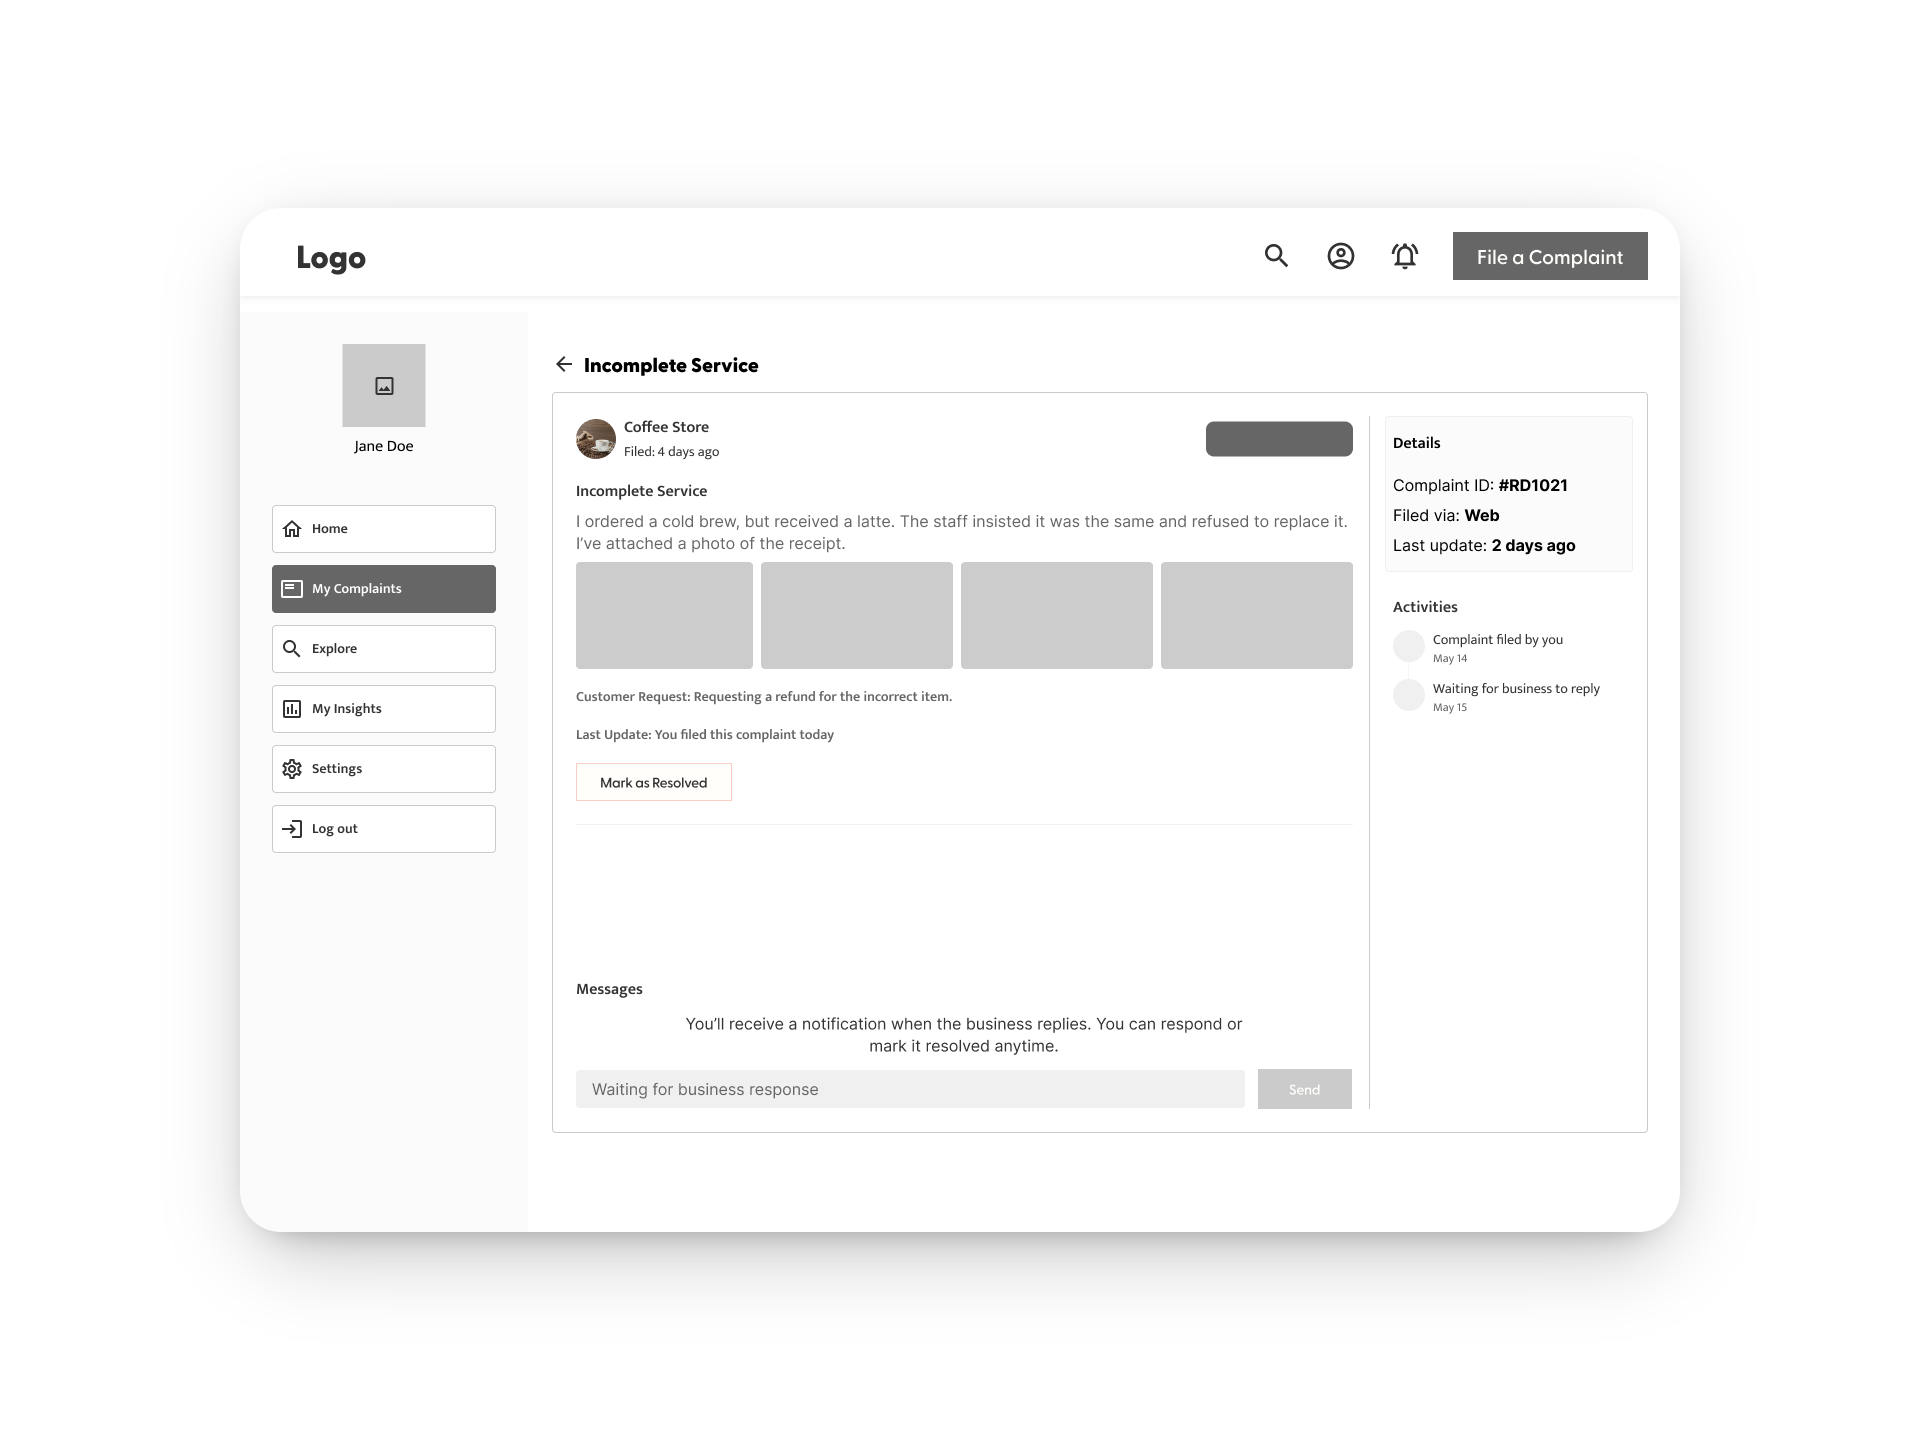 Logo
File a Complaint
Jane Doe
Home
My Complaints
Explore
My Insights
Settings
Log out
Incomplete Service
Coffee Store
Filed: 4 days ago
Incomplete Service
I ordered a cold brew, but received a latte. The staff insisted it was the same and refused to replace it.
I’ve attached a photo of the receipt.
Customer Request: Requesting a refund for the incorrect item.
Last Update: You filed this complaint today
Mark as Resolved
Messages
You’ll receive a notification when the business replies. You can respond or
mark it resolved anytime.
Waiting for business response
Send
Details
Complaint ID: #RD1021
Filed via: Web
Last update: 2 days ago
Activities
Complaint filed by you
May 14
Waiting for business to reply
May 15